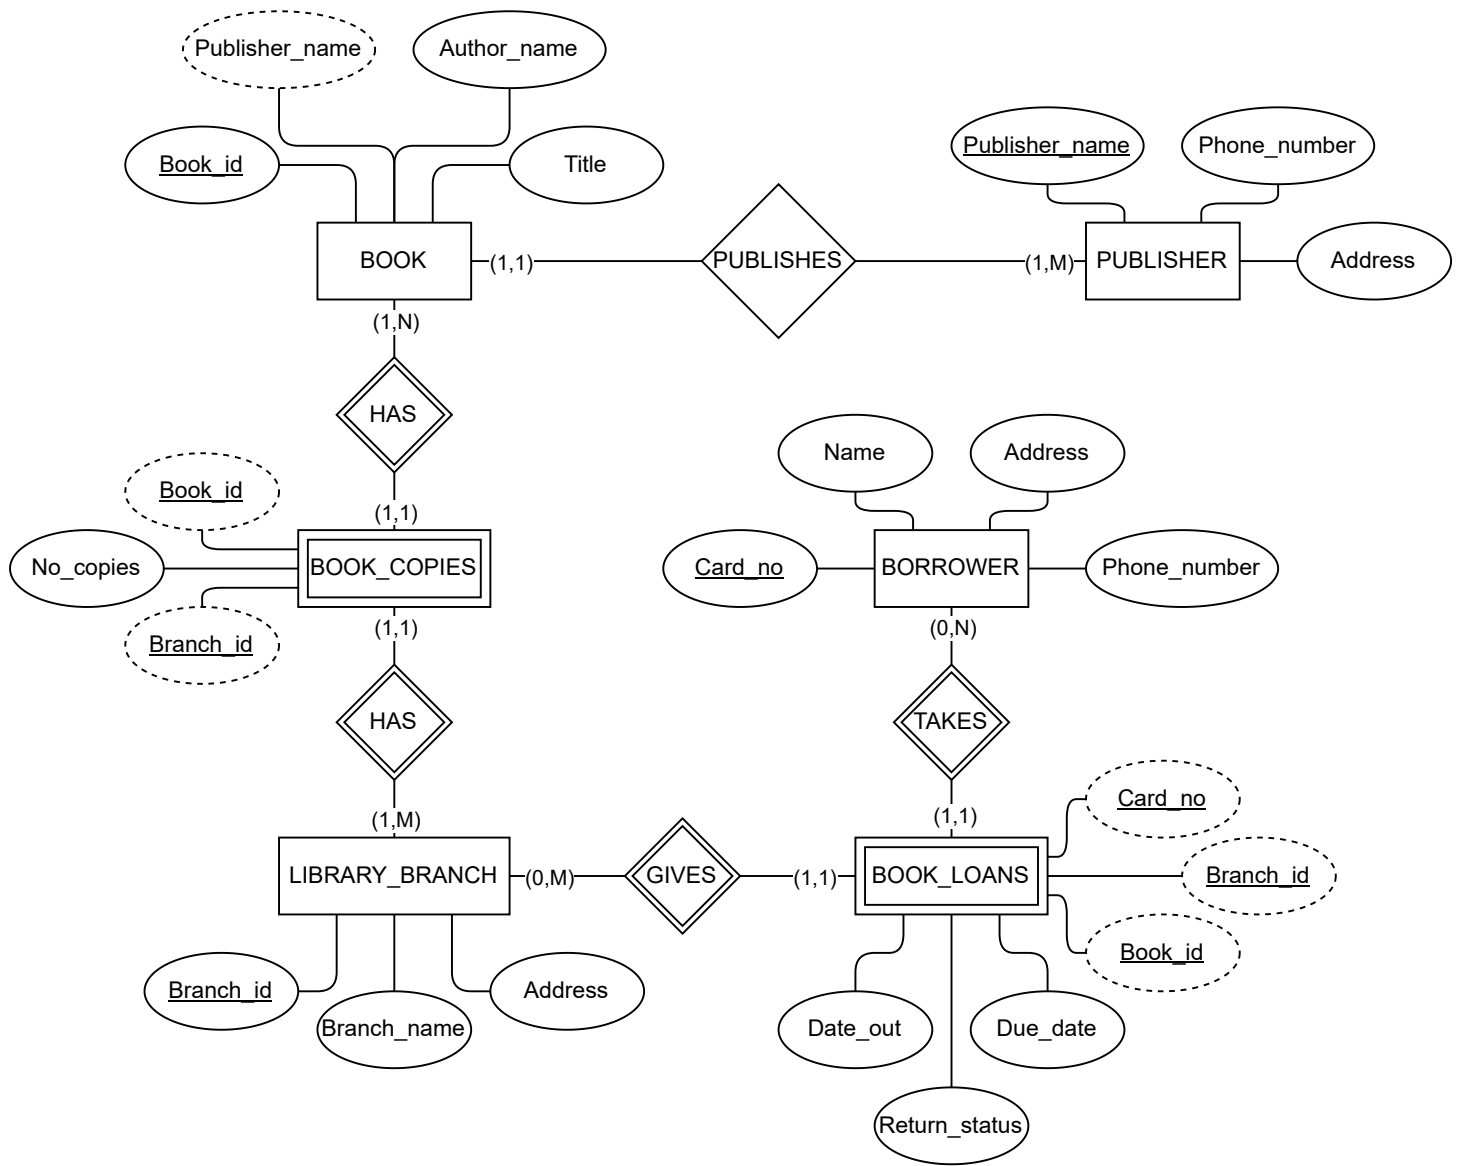 Publisher_name
Author_name
Book_id
Title
Publisher_name
Phone_number
BOOK
(1,1)
PUBLISHES
(1,M)
PUBLISHER
Address
(1,N)
HAS
Name
Address
Book_id
(1,1)
No_copies
BOOK_COPIES
Card_no
BORROWER
Phone_number
Branch_id
(1,1)
(0,N)
HAS
TAKES
(1,M)
(1,1)
Card_no
LIBRARY_BRANCH
(0,M)
GIVES
(1,1)
BOOK_LOANS
Branch_id
Book_id
Branch_id
Branch_name
Address
Date_out
Due_date
Return_status